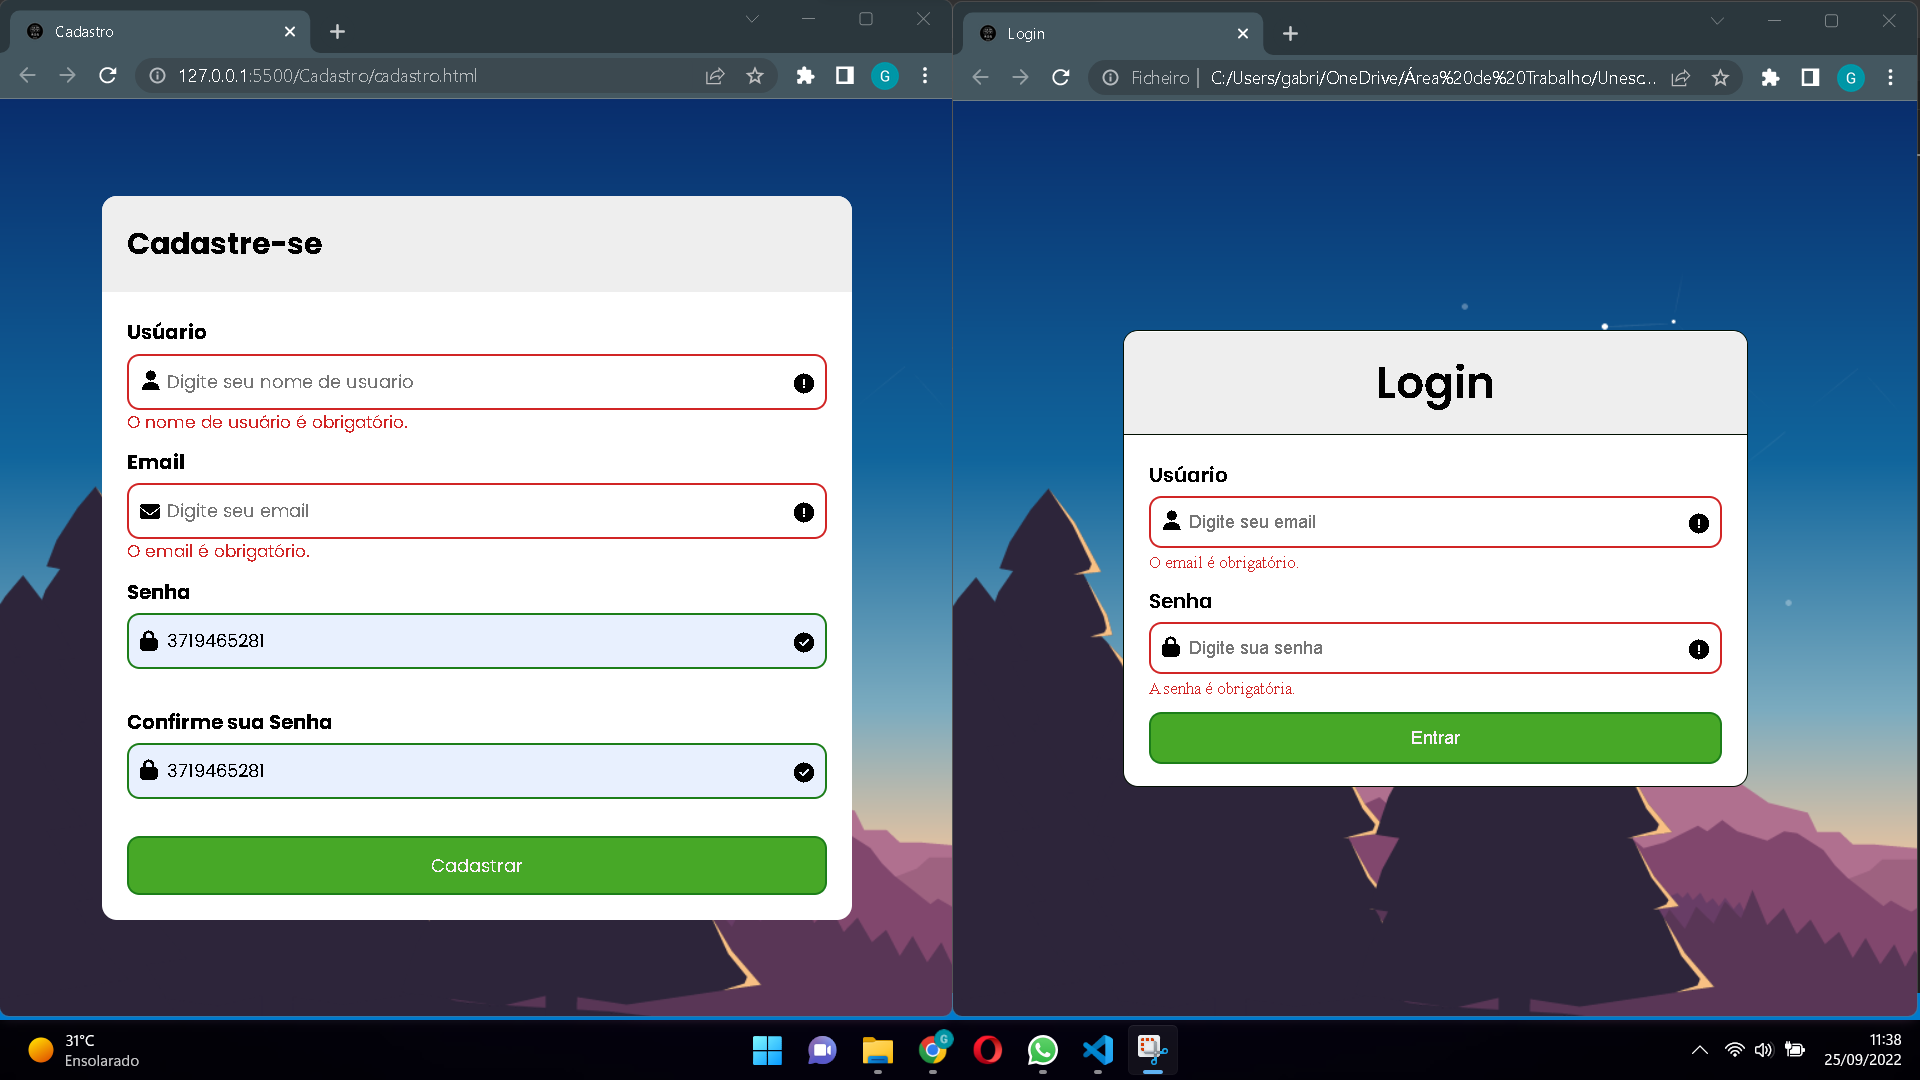 Cadastro
127.0.0.1:5500/Cadastro/cadastro.html
G
Cadastre-se
Usúario
Digite seu nome de usuario
O nome de usuário é obrigatório.
Email
Digite seu email
O email é obrigatório.
Senha
3719465281
Confirme sua Senha
3719465281
Cadastrar
Login
Ficheiro | C:/Users/gabri/OneDrive/Área%20de%20Trabalho/Unesc...
G
Login
Usúario
Digite seu email
O email é obrigatório.
Senha
Digite sua senha
A senha é obrigatória.
Entrar
31°C
Ensolarado
G
11:38
25/09/2022